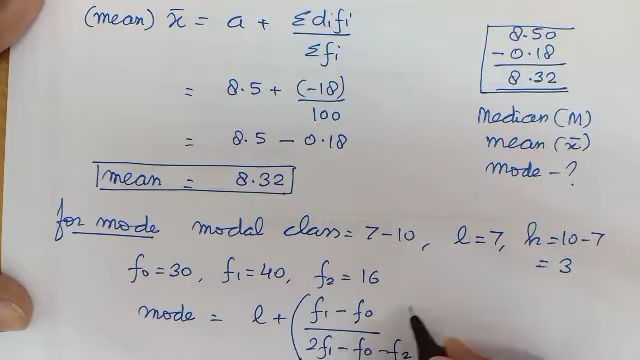 (mean) x̄ = a + Σdifi / Σfi
= 8.5 + (-18) / 100
= 8.5 - 0.18
mean = 8.32
8.50
- 0.18
8.32
Median (M)
mean (x̄)
mode - ?
for mode modal class = 7-10, l = 7, h = 10-7
= 3
f0 = 30, f1 = 40, f2 = 16
mode = l + ( f1 - f0 / 2f1 - f0 - f2